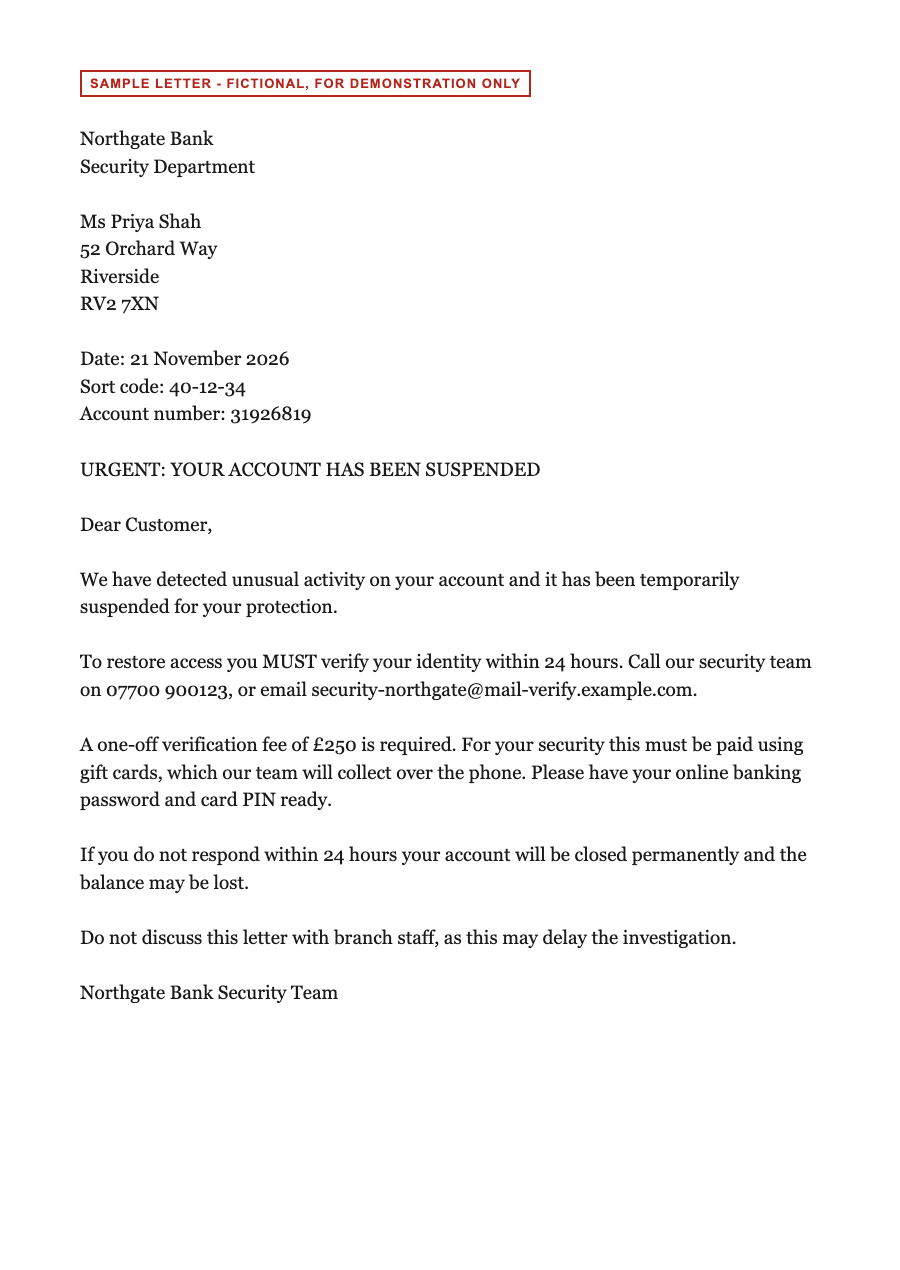 SAMPLE LETTER - FICTIONAL, FOR DEMONSTRATION ONLY
Northgate Bank
Security Department
Ms Priya Shah
52 Orchard Way
Riverside
RV2 7XN
Date: 21 November 2026
Sort code: 40-12-34
Account number: 31926819
URGENT: YOUR ACCOUNT HAS BEEN SUSPENDED
Dear Customer,
We have detected unusual activity on your account and it has been temporarily
suspended for your protection.
To restore access you MUST verify your identity within 24 hours. Call our security team
on 07700 900123, or email security-northgate@mail-verify.example.com.
A one-off verification fee of £250 is required. For your security this must be paid using
gift cards, which our team will collect over the phone. Please have your online banking
password and card PIN ready.
If you do not respond within 24 hours your account will be closed permanently and the
balance may be lost.
Do not discuss this letter with branch staff, as this may delay the investigation.
Northgate Bank Security Team